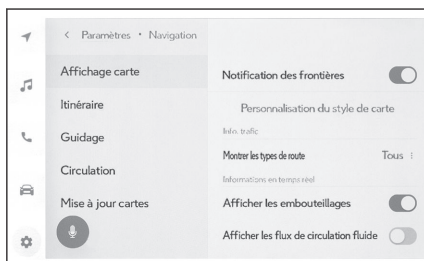 < Paramètres • Navigation
Affichage carte
Itinéraire
Guidage
Circulation
Mise à jour cartes
Notification des frontières
Personnalisation du style de carte
Info. trafic
Montrer les types de route Tous
Informations en temps réel
Afficher les embouteillages
Afficher les flux de circulation fluide